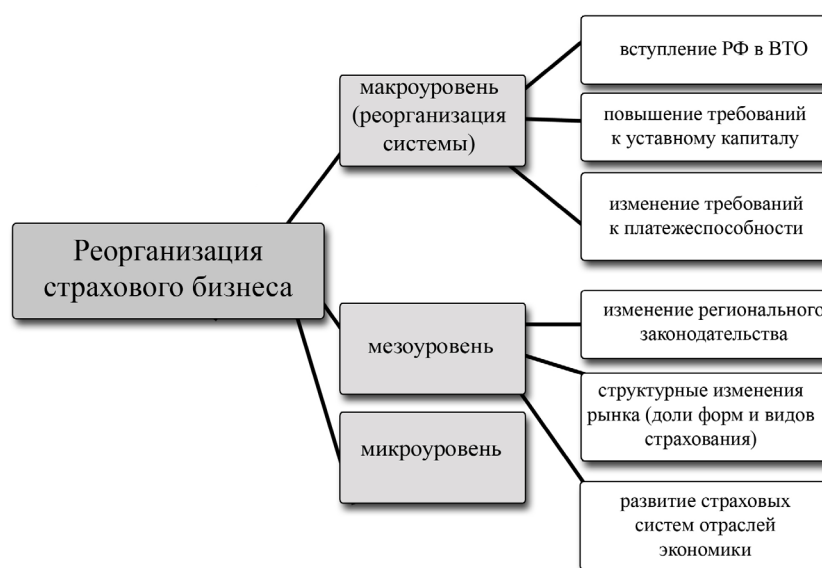 Реорганизация
страхового бизнеса
макроуровень
(реорганизация
системы)
вступление РФ в ВТО
повышение требований
к уставному капиталу
изменение требований
к платежеспособности
мезоуровень
изменение регионального
законодательства
структурные изменения
рынка (доли форм и видов
страхования)
развитие страховых
систем отраслей
экономики
микроуровень